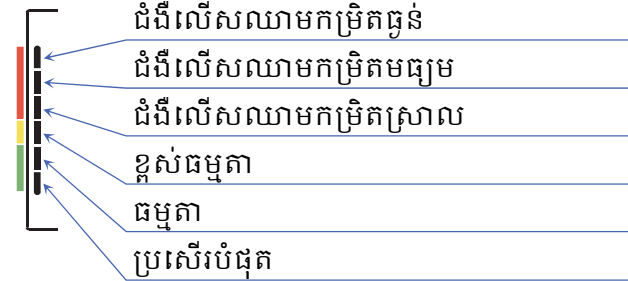 ជំងឺលើសឈាមកម្រិតធ្ងន់
ជំងឺលើសឈាមកម្រិតមធ្យម
ជំងឺលើសឈាមកម្រិតស្រាល
ខ្ពស់ធម្មតា
ធម្មតា
ប្រសើរបំផុត